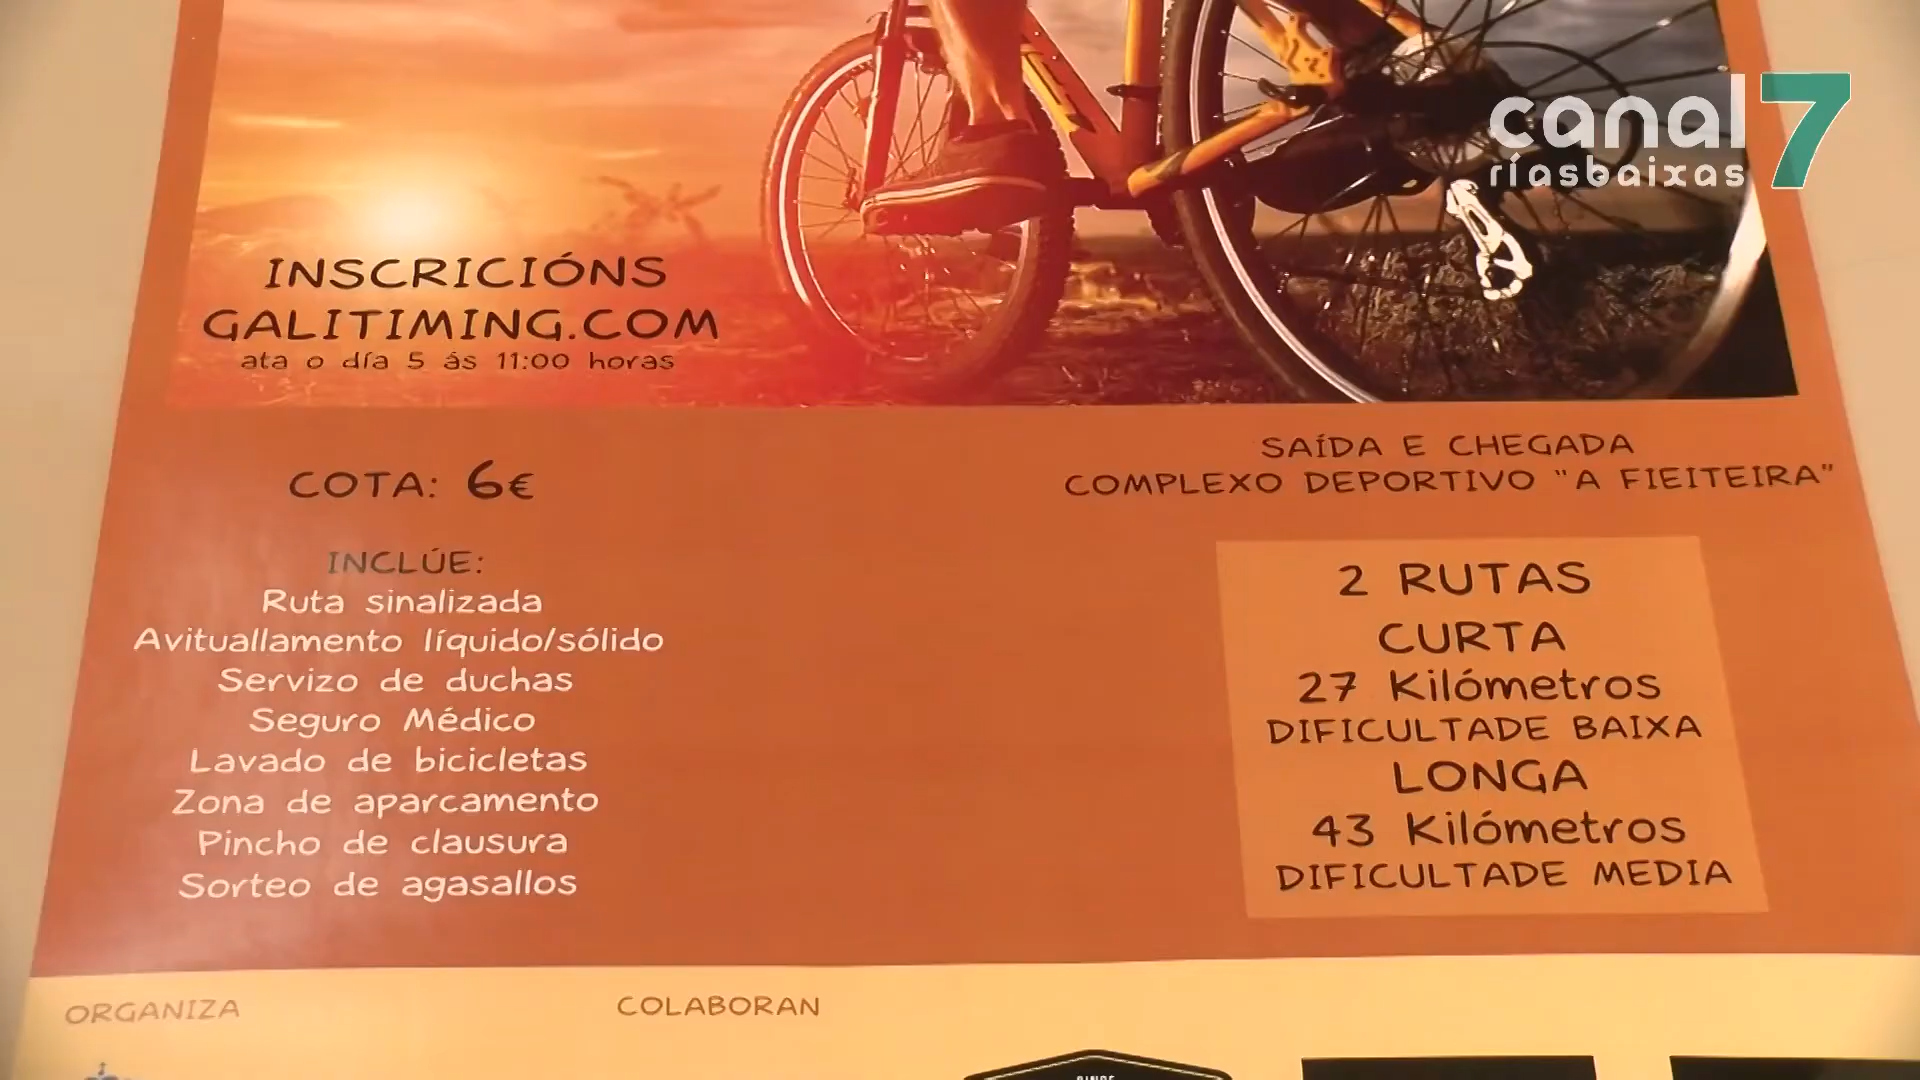 canal 7
ríasbaixas
INSCRICIÓNS
GALITIMING.COM
ata o día 5 ás 11:00 horas
COTA: 6€
INCLÚE:
Ruta sinalizada
Avituallamento líquido/sólido
Servizo de duchas
Seguro Médico
Lavado de bicicletas
Zona de aparcamento
Pincho de clausura
Sorteo de agasallos
SAÍDA E CHEGADA
COMPLEXO DEPORTIVO "A FIEITEIRA"
2 RUTAS
CURTA
27 Kilómetros
DIFICULTADE BAIXA
LONGA
43 Kilómetros
DIFICULTADE MEDIA
ORGANIZA
COLABORAN